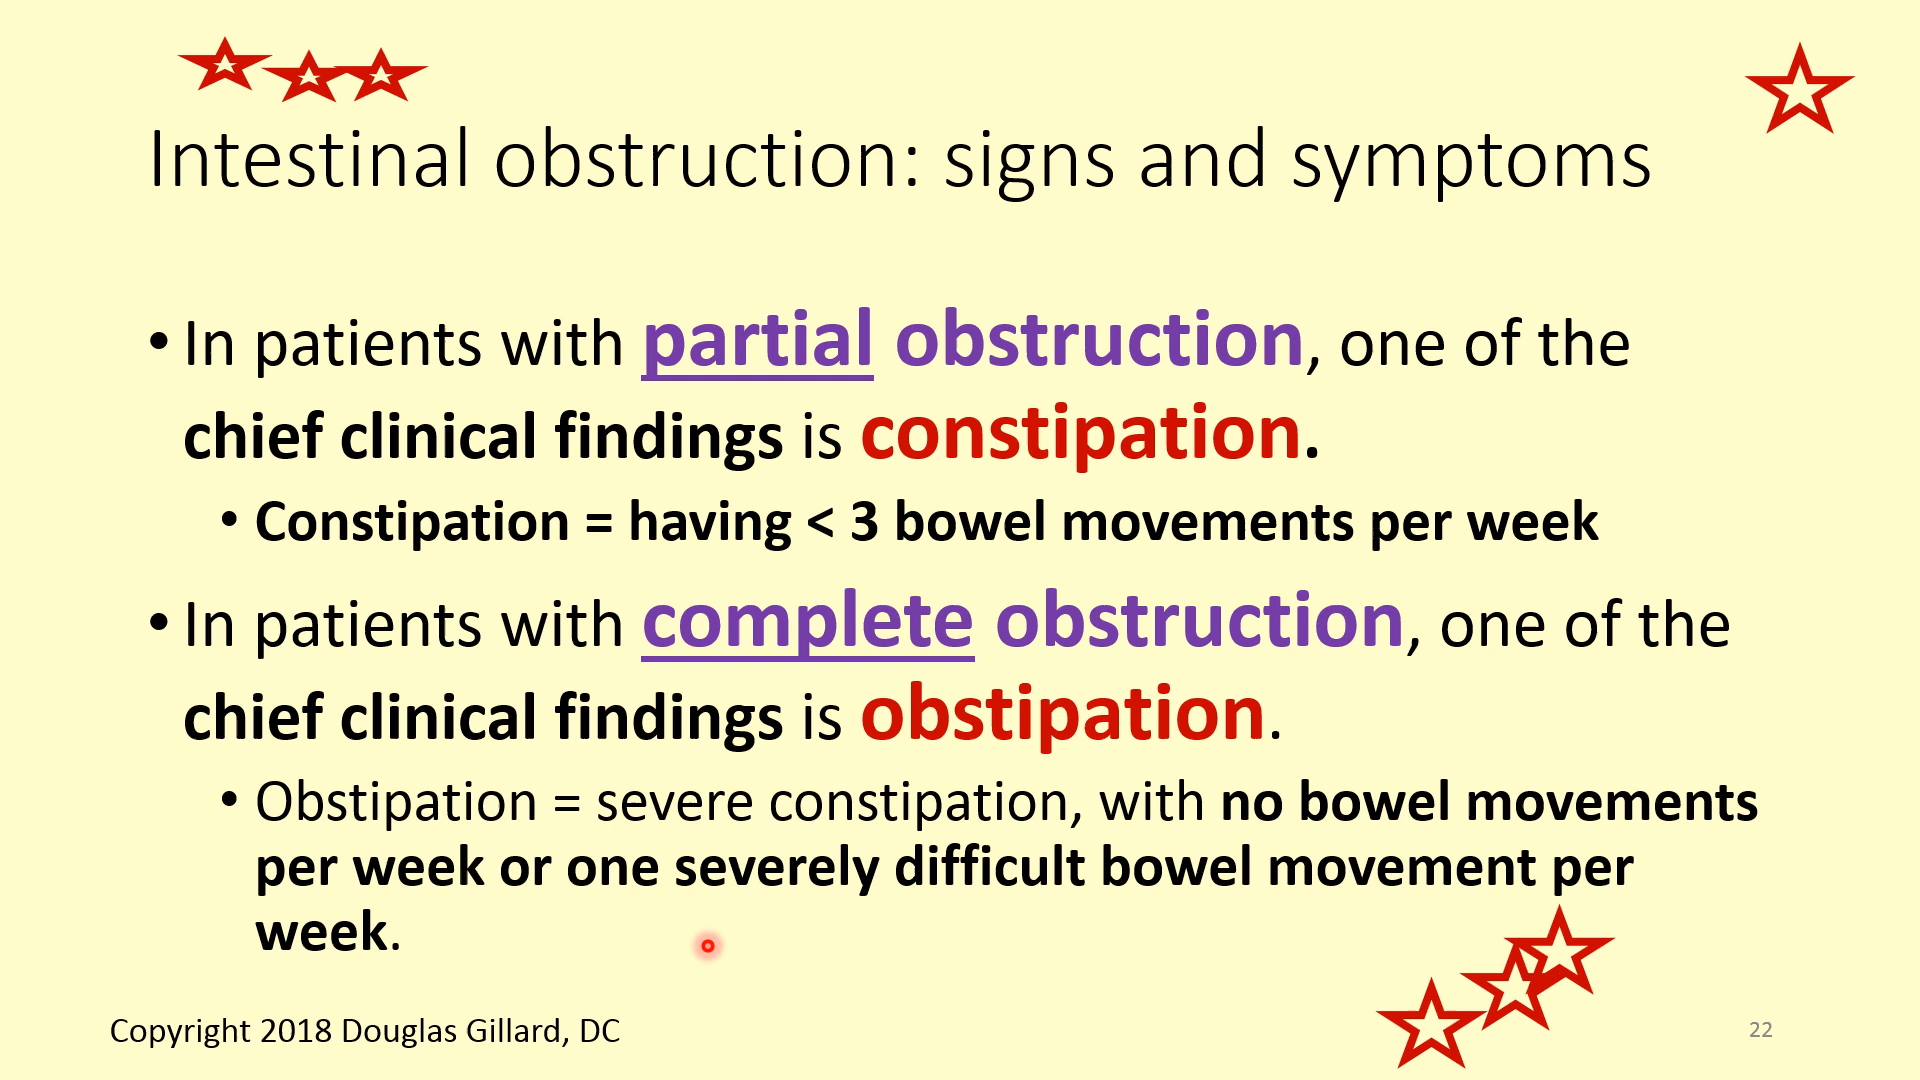 Intestinal obstruction: signs and symptoms
• In patients with partial obstruction, one of the
chief clinical findings is constipation.
• Constipation = having < 3 bowel movements per week
• In patients with complete obstruction, one of the
chief clinical findings is obstipation.
• Obstipation = severe constipation, with no bowel movements
per week or one severely difficult bowel movement per
week.
Copyright 2018 Douglas Gillard, DC
22